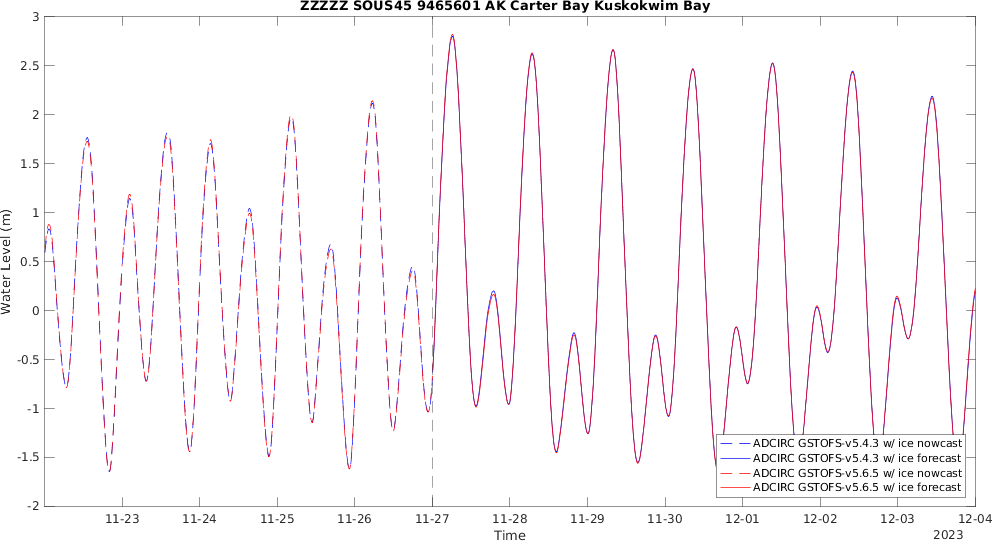 ZZZZZ SOUS45 9465601 AK Carter Bay Kuskokwim Bay
3
2.5
2
1.5
1
0.5
0
-0.5
-1
-1.5
-2
Water Level (m)
11-23 11-24 11-25 11-26 11-27 11-28 11-29 11-30 12-01 12-02 12-03 12-04
Time
2023
ADCIRC GSTOFS-v5.4.3 w/ ice nowcast
ADCIRC GSTOFS-v5.4.3 w/ ice forecast
ADCIRC GSTOFS-v5.6.5 w/ ice nowcast
ADCIRC GSTOFS-v5.6.5 w/ ice forecast